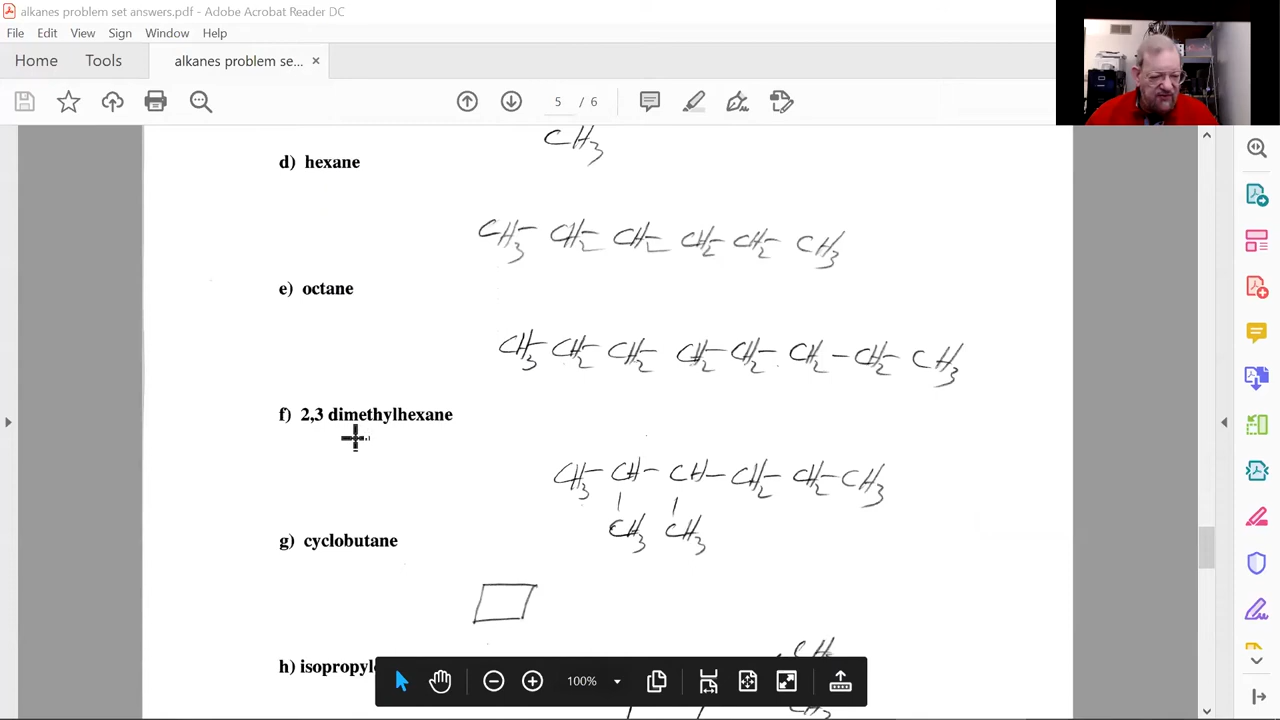 alkanes problem set answers.pdf - Adobe Acrobat Reader DC
File Edit View Sign Window Help
Home Tools alkanes problem se... ×
5 / 6
CH3
d) hexane
CH3- CH2- CH2- CH2- CH2- CH3
e) octane
CH3- CH2- CH2- CH2- CH2- CH2-CH2- CH3
f) 2,3 dimethylhexane
CH3- CH- CH- CH2- CH2-CH3
CH3 CH3
g) cyclobutane
h)
100%
CH3